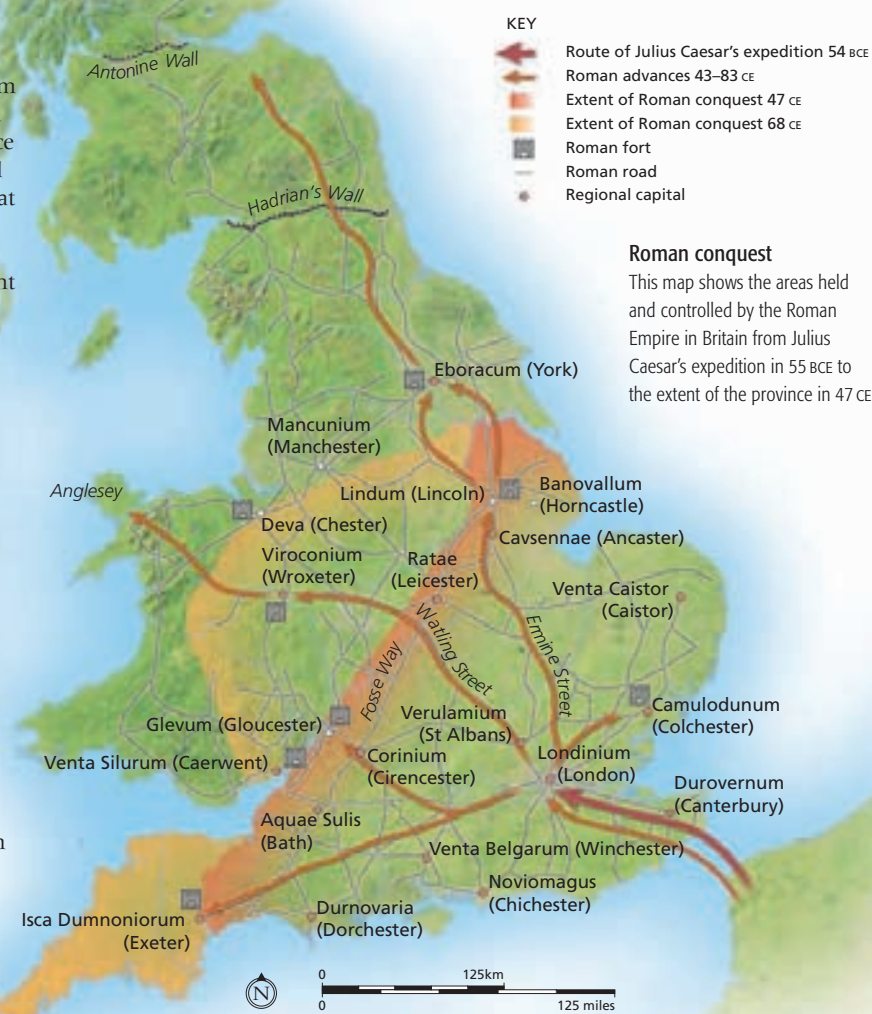 KEY
Route of Julius Caesar's expedition 54 BCE
Roman advances 43–83 CE
Extent of Roman conquest 47 CE
Extent of Roman conquest 68 CE
Roman fort
Roman road
Regional capital
Roman conquest
This map shows the areas held
and controlled by the Roman
Empire in Britain from Julius
Caesar's expedition in 55 BCE to
the extent of the province in 47 CE
Antonine Wall
Hadrian's Wall
Eboracum (York)
Mancunium
(Manchester)
Anglesey
Lindum (Lincoln)
Banovallum
(Horncastle)
Deva (Chester)
Cavsennae (Ancaster)
Viroconium
(Wroxeter)
Ratae
(Leicester)
Venta Caistor
(Caistor)
Watling Street
Ermine Street
Fosse Way
Glevum (Gloucester)
Verulamium
(St Albans)
Camulodunum
(Colchester)
Venta Silurum (Caerwent)
Corinium
(Cirencester)
Londinium
(London)
Durovernum
(Canterbury)
Aquae Sulis
(Bath)
Venta Belgarum (Winchester)
Noviomagus
(Chichester)
Isca Dumnoniorum
(Exeter)
Durnovaria
(Dorchester)
N
0 125km
0 125 miles